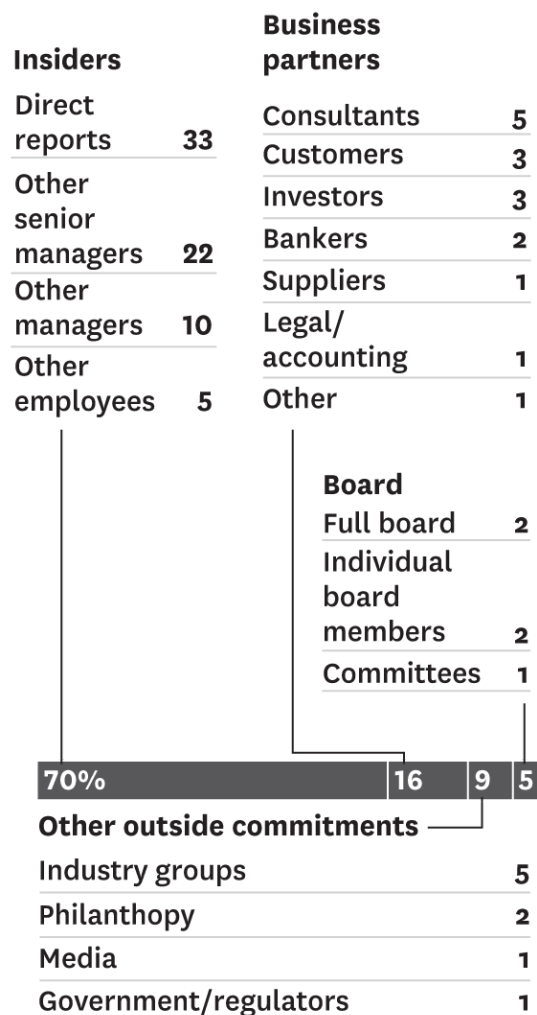 Insiders
Direct
reports 33
Other
senior
managers 22
Other
managers 10
Other
employees 5
Business
partners
Consultants 5
Customers 3
Investors 3
Bankers 2
Suppliers 1
Legal/
accounting 1
Other 1
Board
Full board 2
Individual
board
members 2
Committees 1
70% 16 9 5
Other outside commitments
Industry groups 5
Philanthopy 2
Media 1
Government/regulators 1